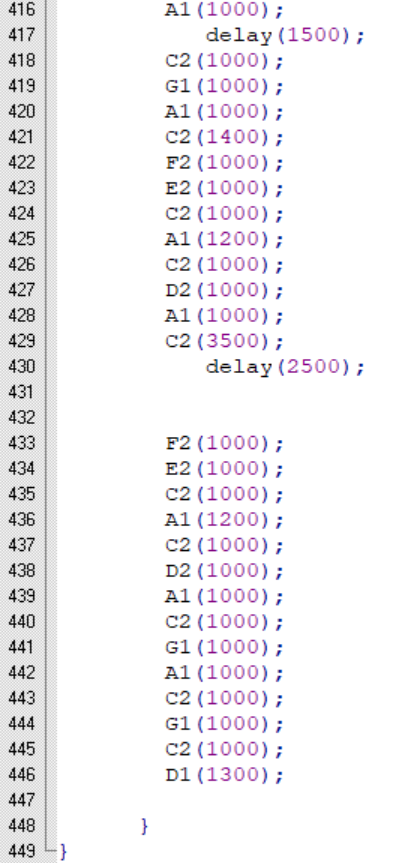 416 A1(1000);
417 delay(1500);
418 C2(1000);
419 G1(1000);
420 A1(1000);
421 C2(1400);
422 F2(1000);
423 E2(1000);
424 C2(1000);
425 A1(1200);
426 C2(1000);
427 D2(1000);
428 A1(1000);
429 C2(3500);
430 delay(2500);
431
432
433 F2(1000);
434 E2(1000);
435 C2(1000);
436 A1(1200);
437 C2(1000);
438 D2(1000);
439 A1(1000);
440 C2(1000);
441 G1(1000);
442 A1(1000);
443 C2(1000);
444 G1(1000);
445 C2(1000);
446 D1(1300);
447
448 }
449 }